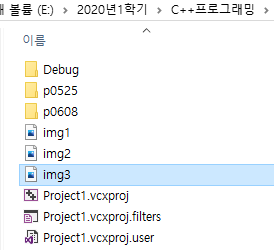 볼륨 (E:) > 2020년1학기 > C++프로그래밍 >
이름
Debug
p0525
p0608
img1
img2
img3
Project1.vcxproj
Project1.vcxproj.filters
Project1.vcxproj.user